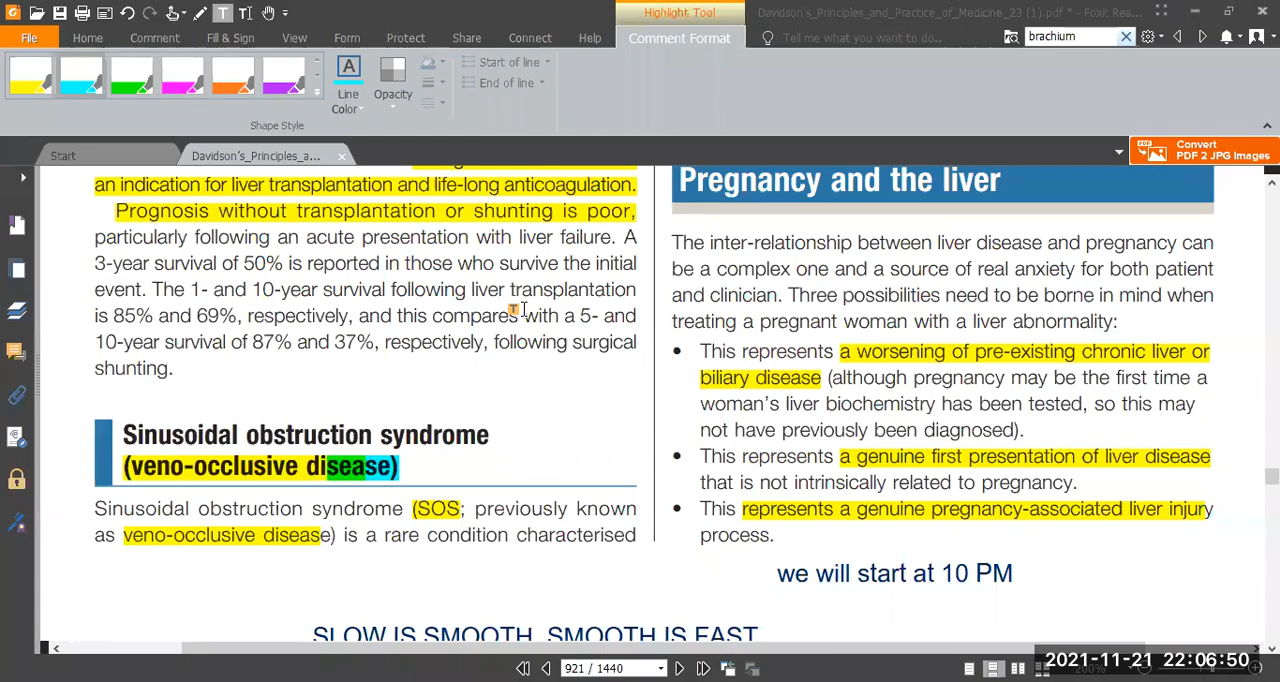 Highlight Tool
Davidson's_Principles_and_Practice_of_Medicine_23 (1).pdf * - Foxit Rea...
File
Home
Comment
Fill & Sign
View
Form
Protect
Share
Connect
Help
Comment Format
Tell me what you want to do..
brachium
Line
Color
Opacity
Start of line
End of line
Shape Style
Start
Davidson's_Principles_a...
Convert
PDF 2 JPG Images
an indication for liver transplantation and life-long anticoagulation.
Prognosis without transplantation or shunting is poor,
particularly following an acute presentation with liver failure. A
3-year survival of 50% is reported in those who survive the initial
event. The 1- and 10-year survival following liver transplantation
is 85% and 69%, respectively, and this compares with a 5- and
10-year survival of 87% and 37%, respectively, following surgical
shunting.
Sinusoidal obstruction syndrome
(veno-occlusive disease)
Sinusoidal obstruction syndrome (SOS; previously known
as veno-occlusive disease) is a rare condition characterised
Pregnancy and the liver
The inter-relationship between liver disease and pregnancy can
be a complex one and a source of real anxiety for both patient
and clinician. Three possibilities need to be borne in mind when
treating a pregnant woman with a liver abnormality:
• This represents a worsening of pre-existing chronic liver or
biliary disease (although pregnancy may be the first time a
woman's liver biochemistry has been tested, so this may
not have previously been diagnosed).
• This represents a genuine first presentation of liver disease
that is not intrinsically related to pregnancy.
• This represents a genuine pregnancy-associated liver injury
process.
we will start at 10 PM
SLOW IS SMOOTH, SMOOTH IS FAST
921 / 1440
2021-11-21 22:06:50